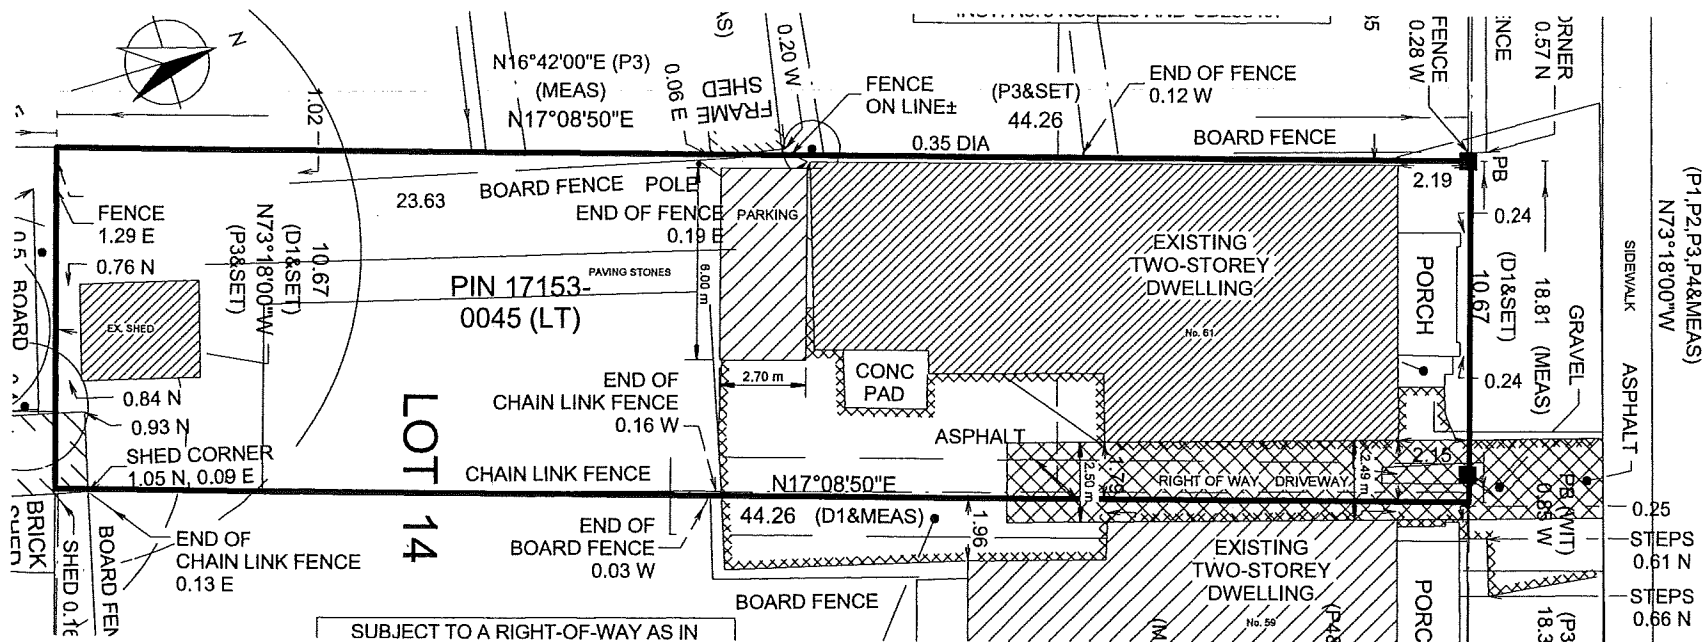 N
1.02
N16°42'00"E (P3)
(MEAS)
N17°08'50"E
0.06 E
FRAME
SHED
0.20 W
FENCE
ON LINE±
(P3&SET)
44.26
END OF FENCE
0.12 W
FENCE
0.28 W
0.57 N
0.35 DIA
BOARD FENCE
PB
2.19
0.24
23.63
BOARD FENCE
POLE
END OF FENCE
0.19 E
PARKING
FENCE
1.29 E
0.76 N
10.67
(D1&SET)
N73°18'00"W
(P3&SET)
PAVING STONES
6.00 m
PIN 17153-
0045 (LT)
EX. SHED
EXISTING
TWO-STOREY
DWELLING
No. 61
PORCH
(D1&SET)
10.67
18.81 (MEAS)
GRAVEL
SIDEWALK
ASPHALT
(P1,P2,P3,P4&MEAS)
N73°18'00"W
0.24
BOARD
2.70 m
CONC
PAD
END OF
CHAIN LINK FENCE
0.16 W
0.84 N
0.93 N
LOT 14
ASPHALT
SHED CORNER
1.05 N, 0.09 E
CHAIN LINK FENCE
N17°08'50"E
2.50 m
RIGHT OF WAY DRIVEWAY
2.49 m
2.15
PB (WIT)
0.25
44.26 (D1&MEAS)
1.96
END OF
BOARD FENCE
0.03 W
END OF
CHAIN LINK FENCE
0.13 E
BRICK
BOARD
EXISTING
TWO-STOREY
DWELLING
No. 59
STEPS
0.61 N
STEPS
0.66 N
BOARD FENCE
SUBJECT TO A RIGHT-OF-WAY AS IN